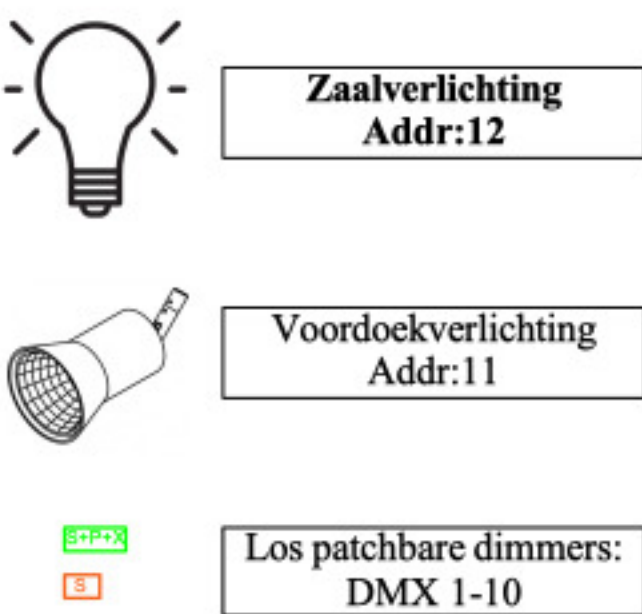 Zaalverlichting
Addr:12
Voordoekverlichting
Addr:11
S+P+X
S
Los patchbare dimmers:
DMX 1-10